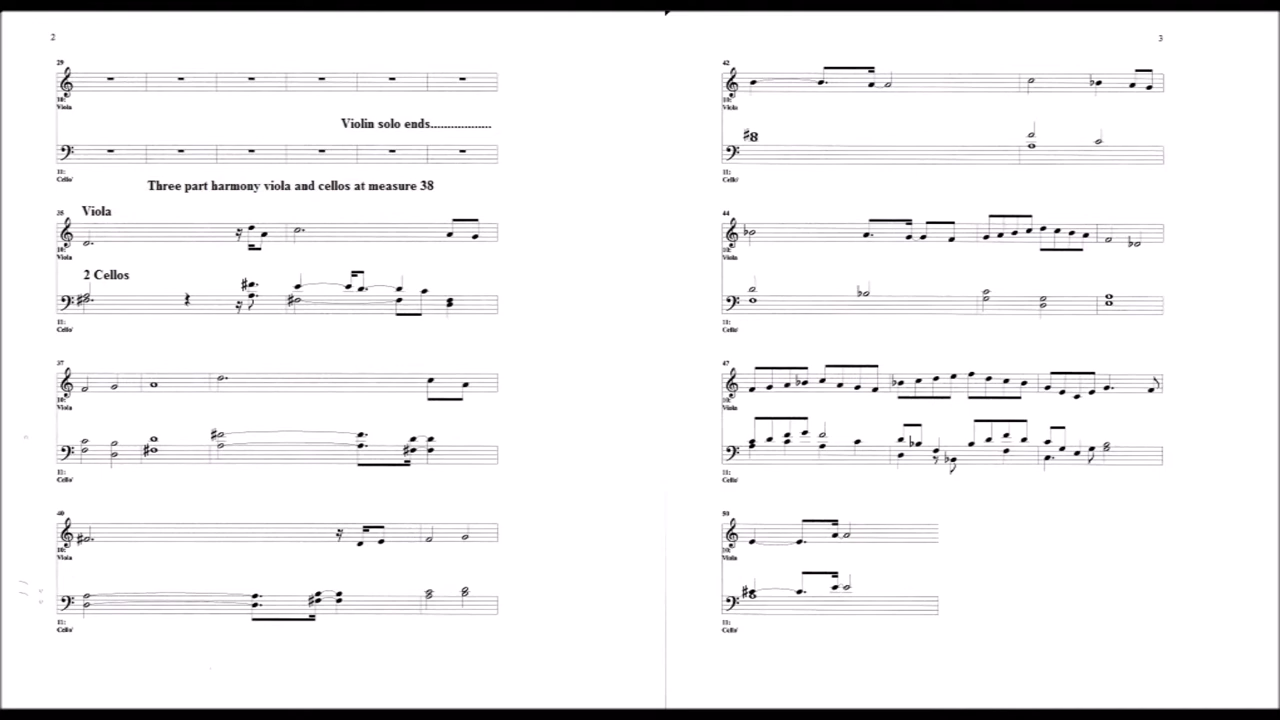 2
29
10:
Viola
Violin solo ends..................
11:
Cello/
Three part harmony viola and cellos at measure 38
35
Viola
10:
Viola
2 Cellos
11:
Cello/
37
10:
Viola
11:
Cello/
40
10:
Viola
11:
Cello/
3
42
10:
Viola
11:
Cello/
44
10:
Viola
11:
Cello/
47
10:
Viola
11:
Cello/
50
10:
Viola
11:
Cello/